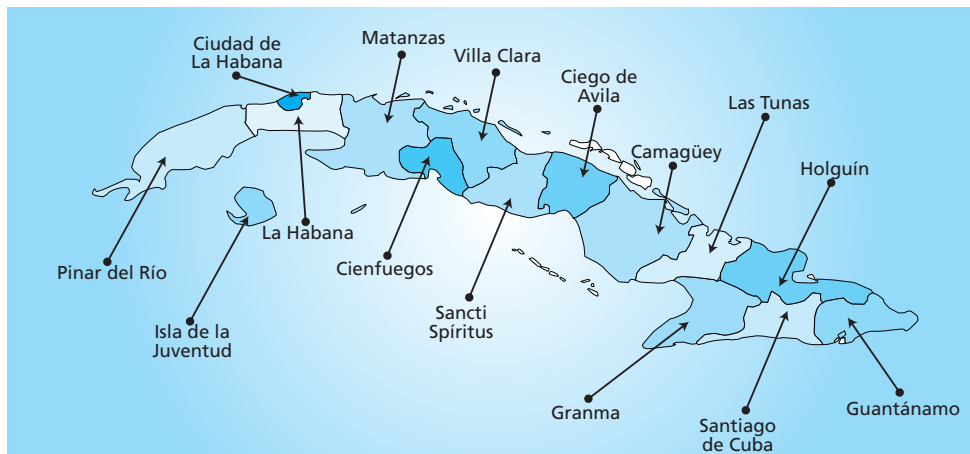 Ciudad de
La Habana
Matanzas
Villa Clara
Ciego de
Avila
Las Tunas
Camagüey
Holguín
La Habana
Pinar del Río
Cienfuegos
Isla de la
Juventud
Sancti
Spíritus
Granma
Santiago
de Cuba
Guantánamo